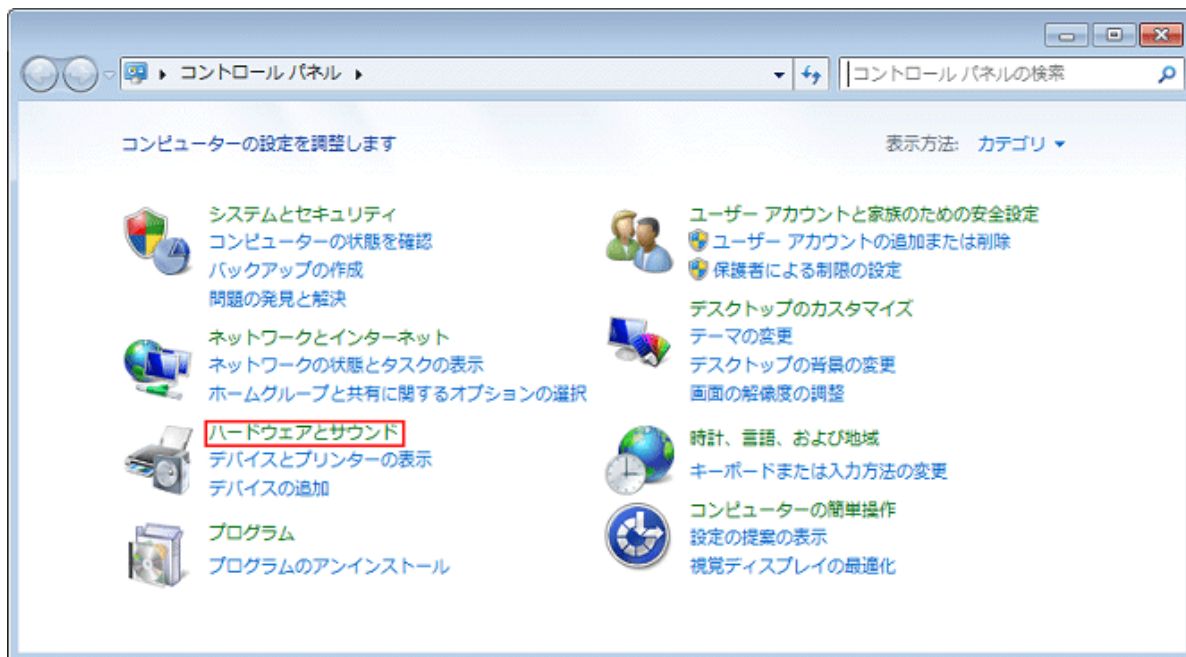 コントロール パネル
コントロール パネルの検索
コンピューターの設定を調整します
表示方法: カテゴリ
システムとセキュリティ
コンピューターの状態を確認
バックアップの作成
問題の発見と解決
ネットワークとインターネット
ネットワークの状態とタスクの表示
ホームグループと共有に関するオプションの選択
ハードウェアとサウンド
デバイスとプリンターの表示
デバイスの追加
プログラム
プログラムのアンインストール
ユーザー アカウントと家族のための安全設定
ユーザー アカウントの追加または削除
保護者による制限の設定
デスクトップのカスタマイズ
テーマの変更
デスクトップの背景の変更
画面の解像度の調整
時計、言語、および地域
キーボードまたは入力方法の変更
コンピューターの簡単操作
設定の提案の表示
視覚ディスプレイの最適化